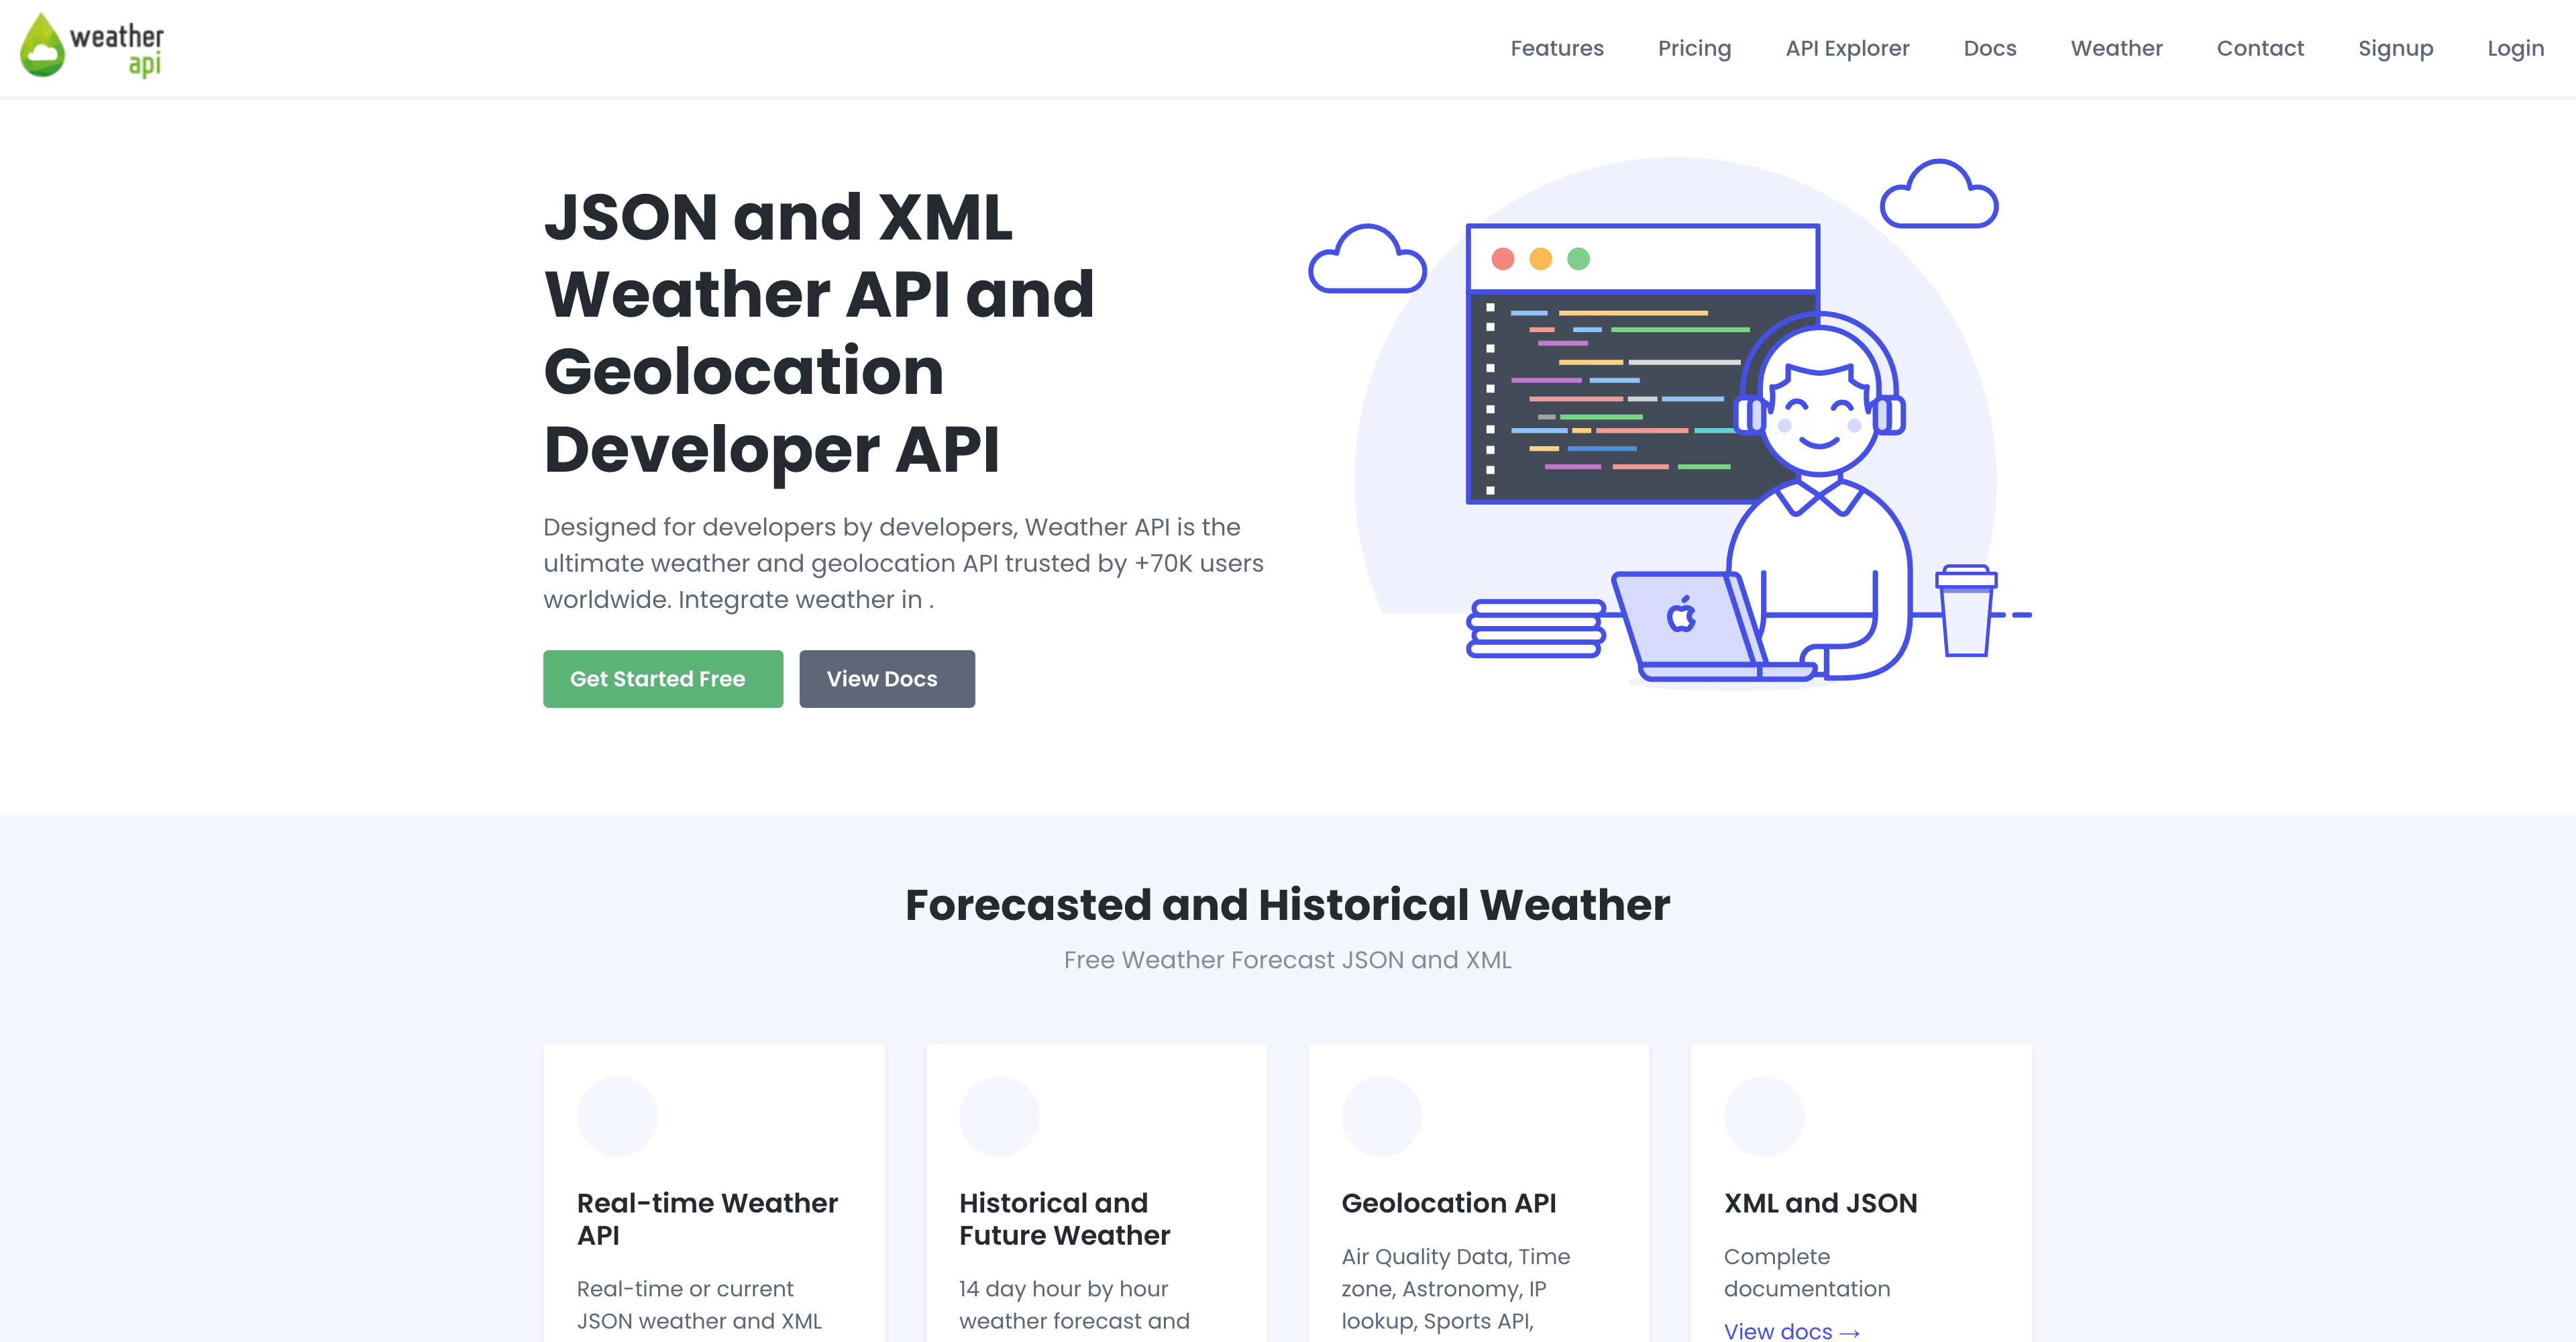 weather
api
Features Pricing API Explorer Docs Weather Contact Signup Login
JSON and XML
Weather API and
Geolocation
Developer API
Designed for developers by developers, Weather API is the
ultimate weather and geolocation API trusted by +70K users
worldwide. Integrate weather in .
Get Started Free
View Docs
Forecasted and Historical Weather
Free Weather Forecast JSON and XML
Real-time Weather
API
Real-time or current
JSON weather and XML
Historical and
Future Weather
14 day hour by hour
weather forecast and
Geolocation API
Air Quality Data, Time
zone, Astronomy, IP
lookup, Sports API,
XML and JSON
Complete
documentation
View docs →